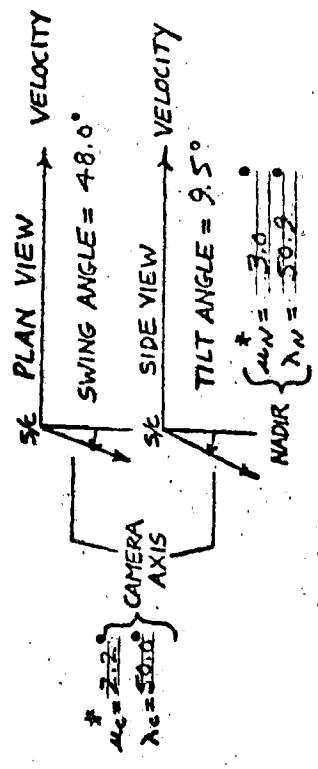 S/C PLAN VIEW VELOCITY
SWING ANGLE = 48.0°
S/C SIDE VIEW VELOCITY
TILT ANGLE = 9.5°
CAMERA
AXIS
*
μc = 2.2°
λc = 50.0°
NADIR
*
μN = 3.0°
λN = 50.9°